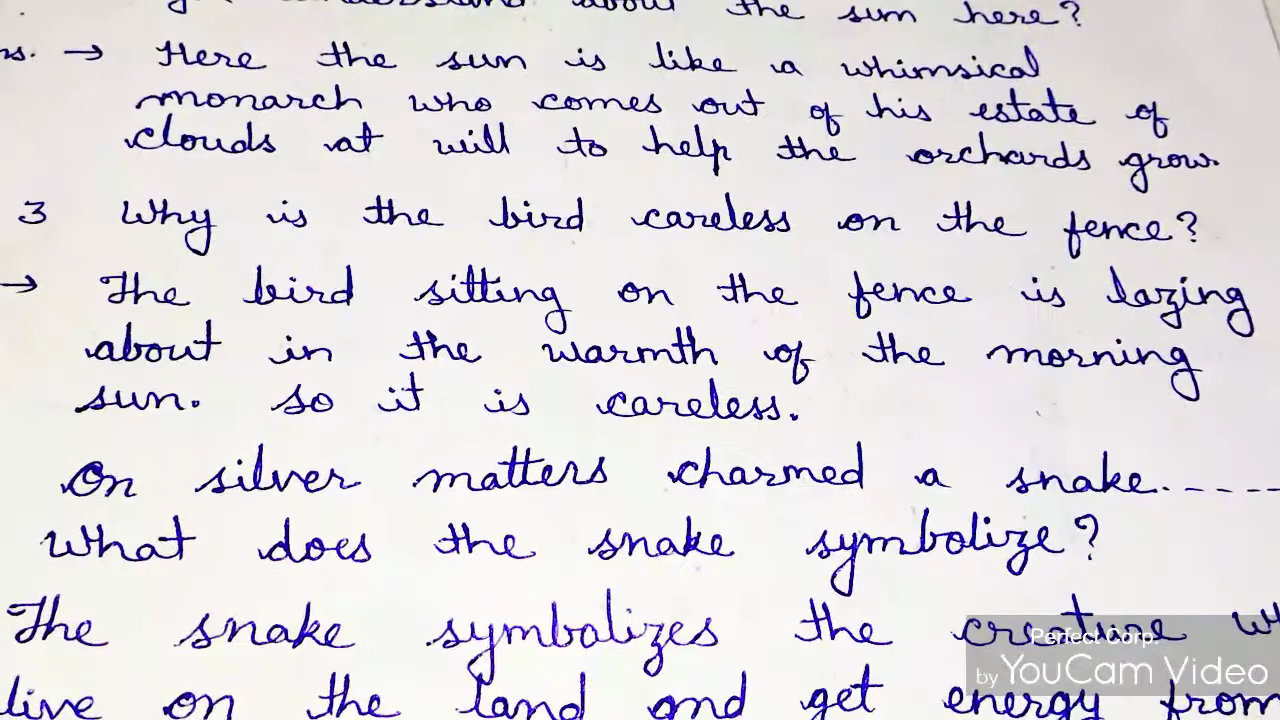 understand about the sun here?
ns. → Here the sun is like a whimsical
monarch who comes out of his estate of
clouds at will to help the orchards grow.
3 Why is the bird careless on the fence?
→ The bird sitting on the fence is lazing
about in the warmth of the morning
sun. so it is careless.
On silver matters charmed a snake.-----
What does the snake symbolize?
The snake symbolizes the creature wh
live on the land and get energy from
Perfect Corp.
by YouCam Video